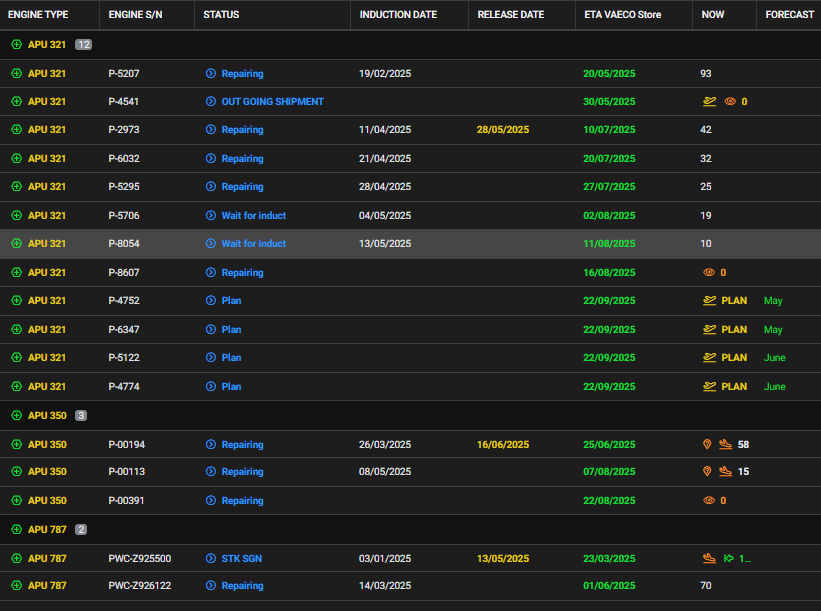 ENGINE TYPE ENGINE S/N STATUS INDUCTION DATE RELEASE DATE ETA VAECO Store NOW FORECAST
APU 321 12
APU 321 P-5207 Repairing 19/02/2025 20/05/2025 93
APU 321 P-4541 OUT GOING SHIPMENT 30/05/2025 0
APU 321 P-2973 Repairing 11/04/2025 28/05/2025 10/07/2025 42
APU 321 P-6032 Repairing 21/04/2025 20/07/2025 32
APU 321 P-5295 Repairing 28/04/2025 27/07/2025 25
APU 321 P-5706 Wait for induct 04/05/2025 02/08/2025 19
APU 321 P-8054 Wait for induct 13/05/2025 11/08/2025 10
APU 321 P-8607 Repairing 16/08/2025 0
APU 321 P-4752 Plan 22/09/2025 PLAN May
APU 321 P-6347 Plan 22/09/2025 PLAN May
APU 321 P-5122 Plan 22/09/2025 PLAN June
APU 321 P-4774 Plan 22/09/2025 PLAN June
APU 350 3
APU 350 P-00194 Repairing 26/03/2025 16/06/2025 25/06/2025 58
APU 350 P-00113 Repairing 08/05/2025 07/08/2025 15
APU 350 P-00391 Repairing 22/08/2025 0
APU 787 2
APU 787 PWC-Z925500 STK SGN 03/01/2025 13/05/2025 23/03/2025 1...
APU 787 PWC-Z926122 Repairing 14/03/2025 01/06/2025 70